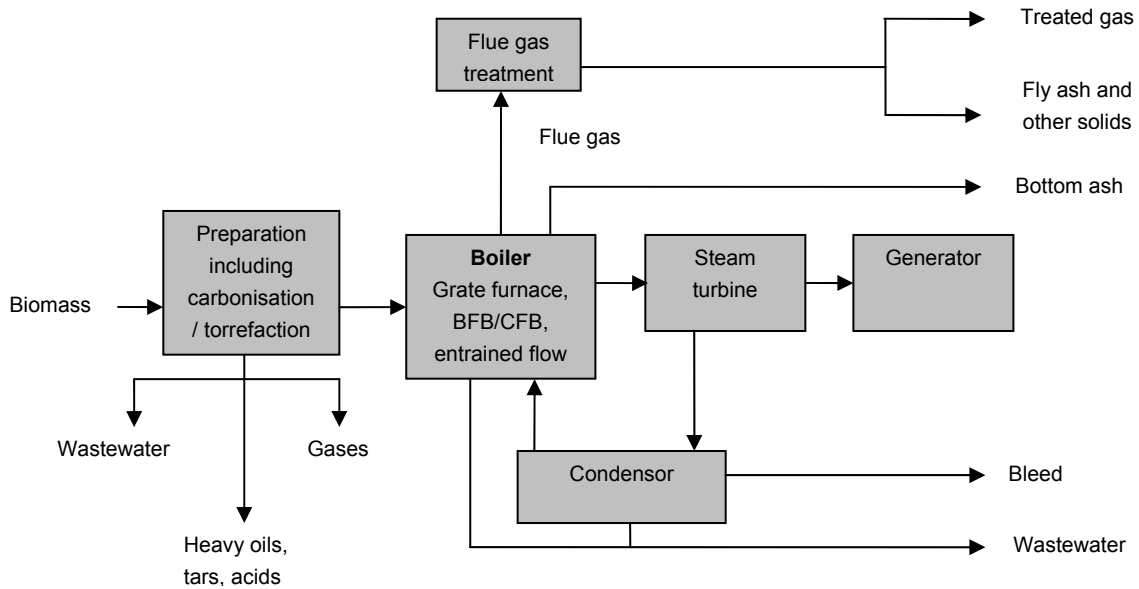 Flue gas
treatment
Treated gas
Fly ash and
other solids
Flue gas
Bottom ash
Biomass
Preparation
including
carbonisation
/ torrefaction
Boiler
Grate furnace,
BFB/CFB,
entrained flow
Steam
turbine
Generator
Wastewater
Gases
Heavy oils,
tars, acids
Condensor
Bleed
Wastewater